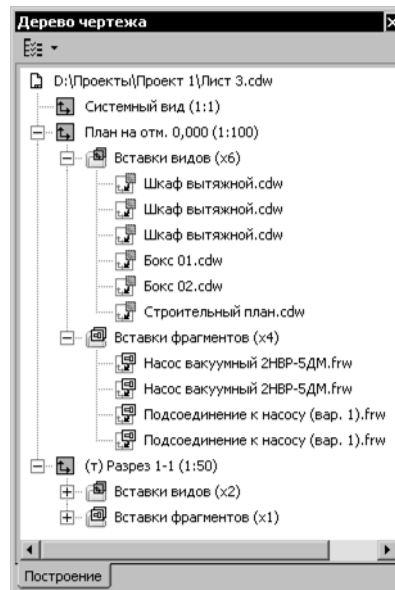 Дерево чертежа
D:\Проекты\Проект 1\Лист 3.cdw
Системный вид (1:1)
План на отм. 0,000 (1:100)
Вставки видов (x6)
Шкаф вытяжной.cdw
Шкаф вытяжной.cdw
Шкаф вытяжной.cdw
Бокс 01.cdw
Бокс 02.cdw
Строительный план.cdw
Вставки фрагментов (x4)
Насос вакуумный 2НВР-5ДМ.frw
Насос вакуумный 2НВР-5ДМ.frw
Подсоединение к насосу (вар. 1).frw
Подсоединение к насосу (вар. 1).frw
(т) Разрез 1-1 (1:50)
Вставки видов (x2)
Вставки фрагментов (x1)
Построение